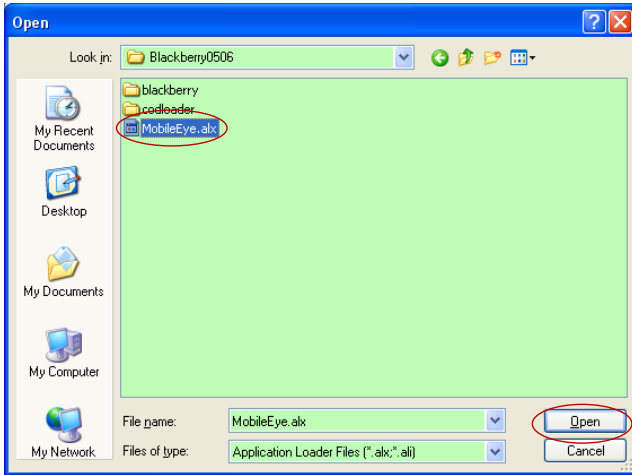 Open
Look in: Blackberry0506
blackberry
codloader
MobileEye.alx
My Recent
Documents
Desktop
My Documents
My Computer
My Network
File name: MobileEye.alx Open
Files of type: Application Loader Files (*.alx;*.ali) Cancel